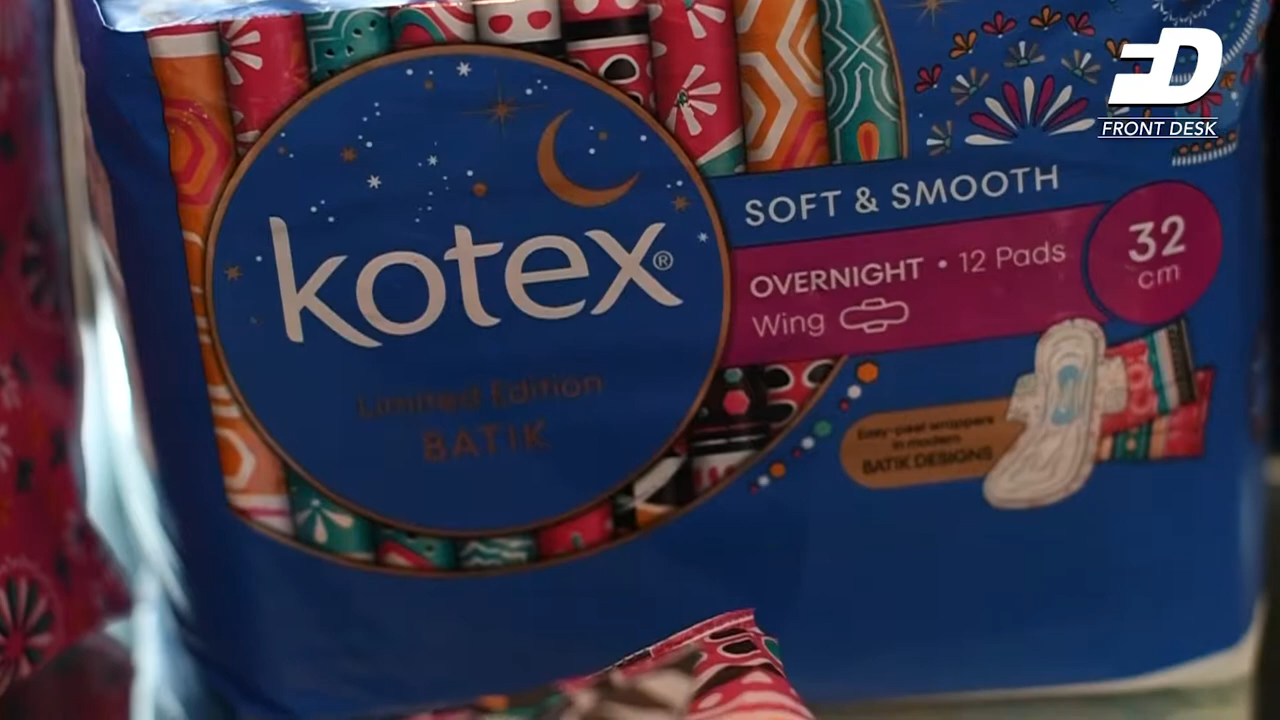 FD
FRONT DESK
SOFT & SMOOTH
kotex®
OVERNIGHT • 12 Pads
Wing
32
cm
Limited Edition
BATIK
Easy-peel wrappers
in modern
BATIK DESIGNS